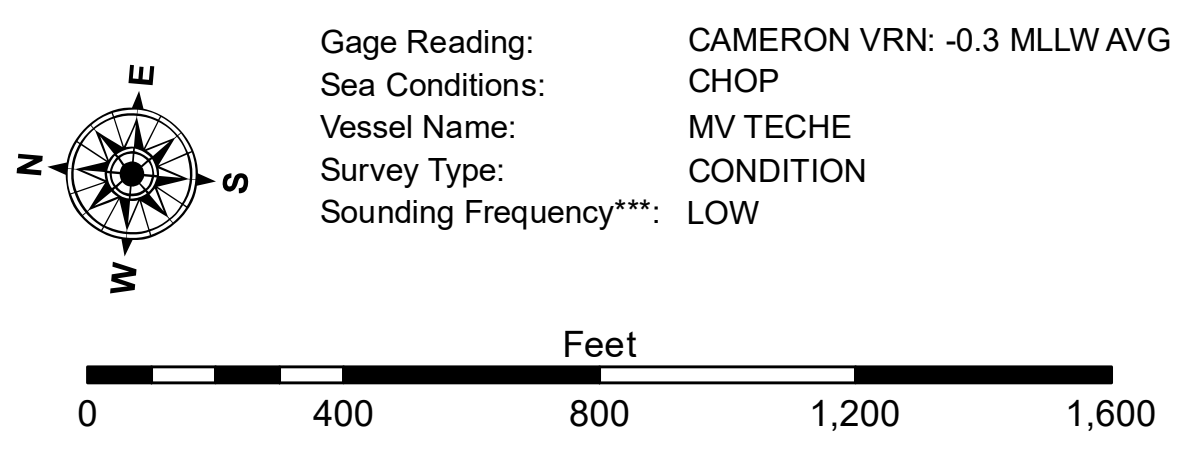 E
N
S
W
Gage Reading: CAMERON VRN: -0.3 MLLW AVG
Sea Conditions: CHOP
Vessel Name: MV TECHE
Survey Type: CONDITION
Sounding Frequency***: LOW
Feet
0 400 800 1,200 1,600